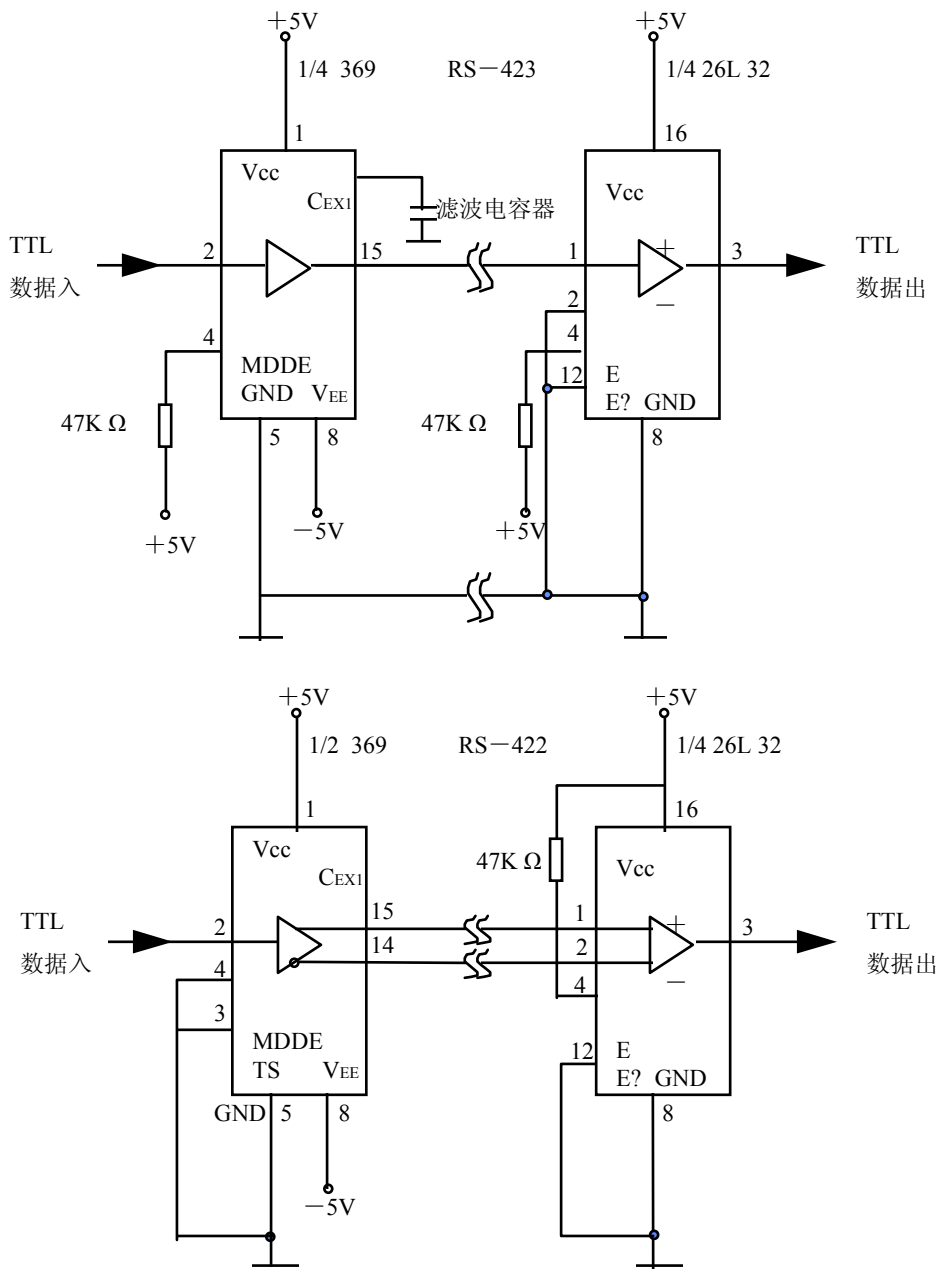 +5V
+5V
1/4 369
RS-423
1/4 26L 32
1
16
Vcc
CEX1
滤波电容器
Vcc
TTL
数据入
2
15
1
+
3
TTL
数据出
2
-
4
4
MDDE
GND VEE
12
E
E? GND
47K Ω
5
8
47K Ω
8
+5V
-5V
+5V
+5V
+5V
1/2 369
RS-422
1/4 26L 32
1
16
Vcc
CEX1
47K Ω
Vcc
TTL
数据入
2
15
14
1
2
+
-
3
TTL
数据出
4
4
3
MDDE
TS VEE
12
E
E? GND
GND
5
8
8
-5V